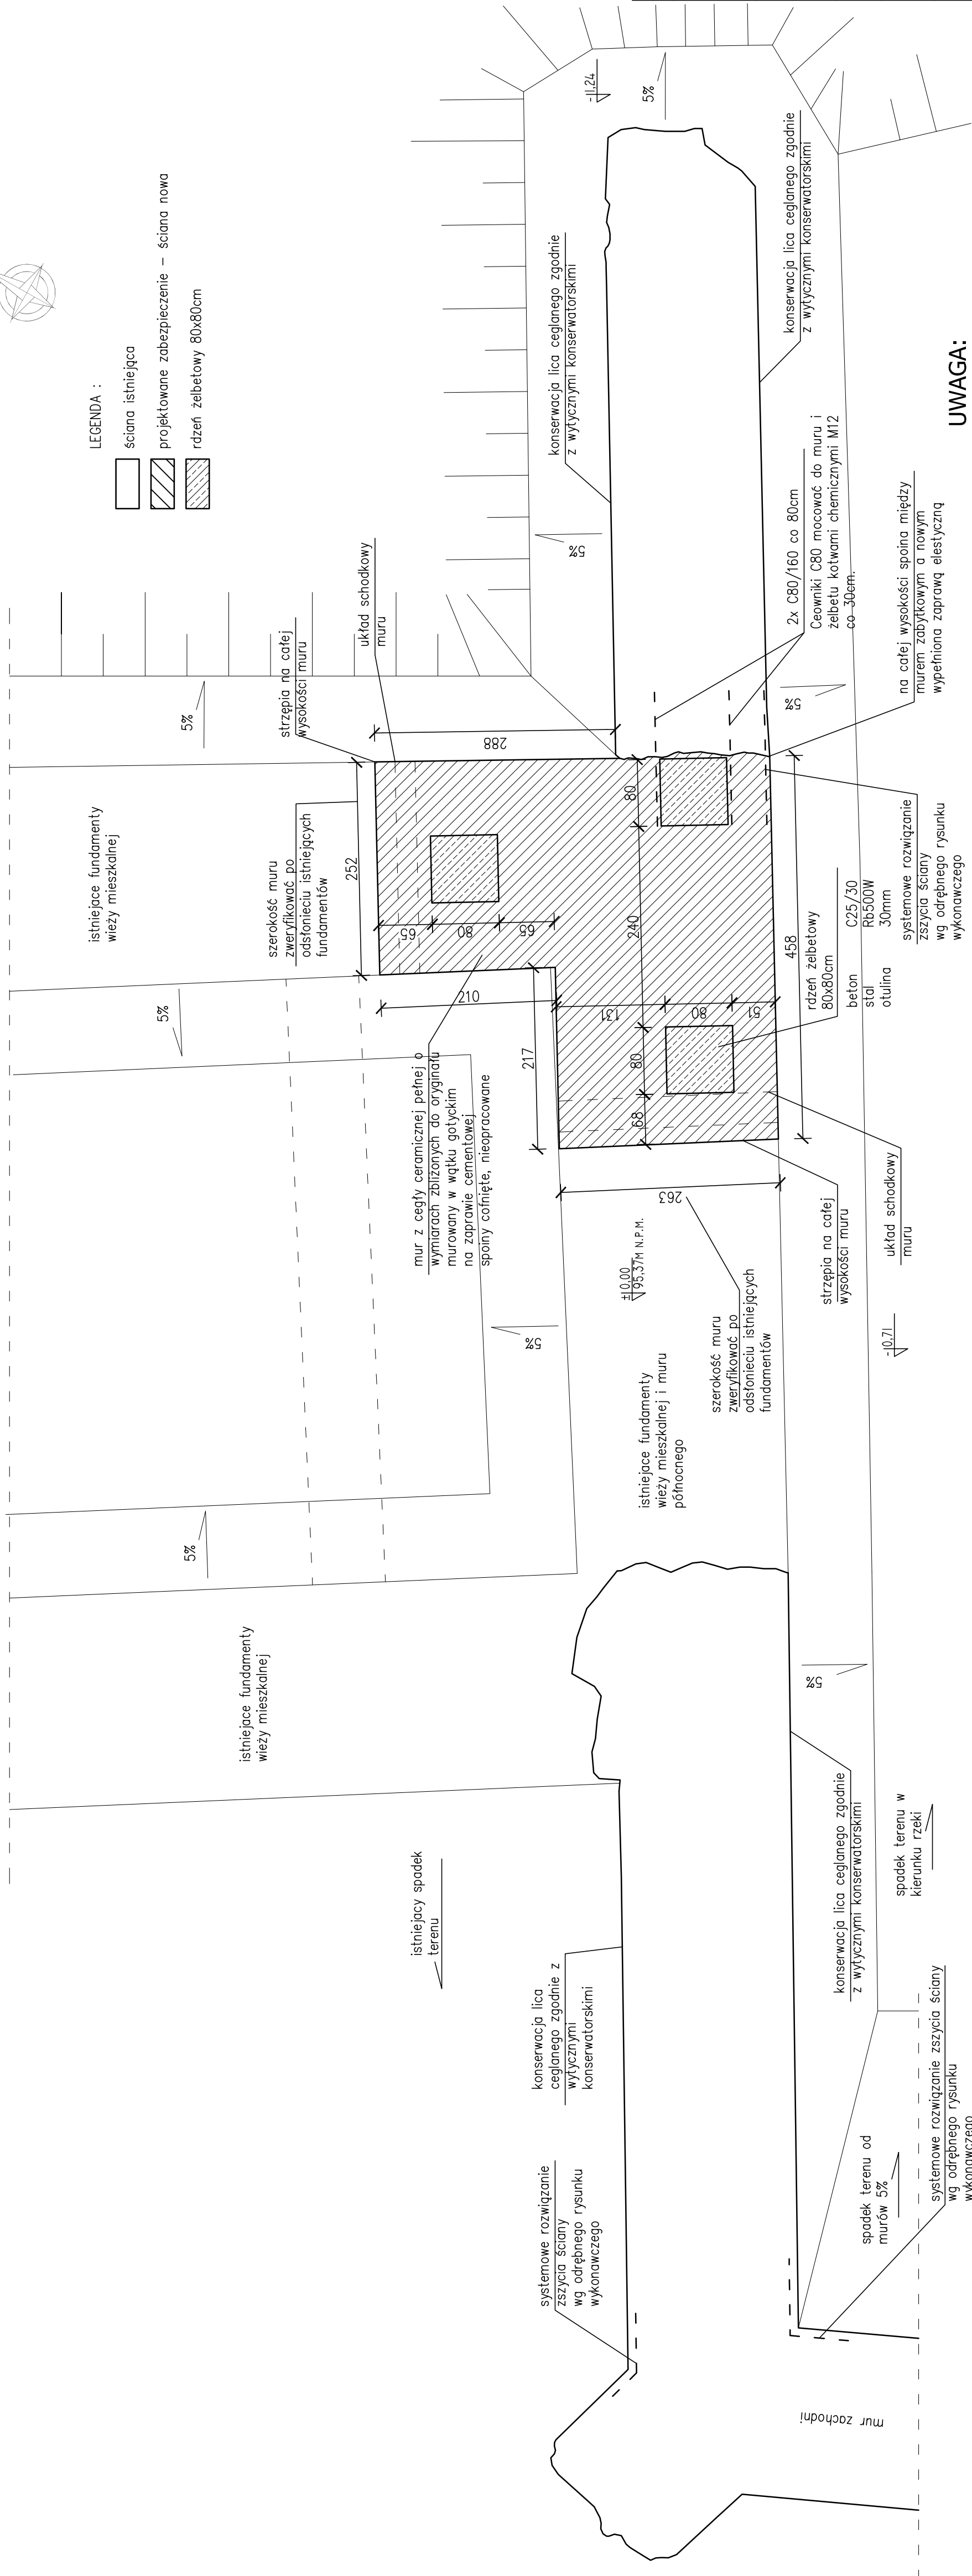 LEGENDA :
ściana istniejąca
projektowane zabezpieczenie – ściana nowa
rdzeń żelbetowy 80x80cm
-1,24
5%
konserwacja lica ceglanego zgodnie
z wytycznymi konserwatorskimi
konserwacja lica ceglanego zgodnie
z wytycznymi konserwatorskimi
UWAGA:
5%
układ schodkowy
muru
strzępia na całej
wysokości muru
5%
288
2x C80/160 co 80cm
Ceowniki C80 mocować do muru i
żelbetu kotwami chemicznymi M12
co 30cm.
na całej wysokości spoina między
murem zabytkowym a nowym
wypełniona zaprawą elestyczną
5%
istniejace fundamenty
wieży mieszkalnej
szerokość muru
zweryfikować po
odsłonieciu istniejących
fundamentów
252
65
80
65
80
240
80
68
210
217
131
80
51
458
263
rdzeń żelbetowy
80x80cm
beton C25/30
stal Rb500W
otulina 30mm
systemowe rozwiązanie
zszycia ściany
wg odrębnego rysunku
wykonawczego
5%
mur z cegły ceramicznej pełnej o
wymiarach zbliżonych do oryginału
murowany w wątku gotyckim
na zaprawie cementowej
spoiny cofnięte, nieopracowane
±0,00
95,37M N.P.M.
5%
strzępia na całej
wysokości muru
układ schodkowy
muru
-0,71
szerokość muru
zweryfikować po
odsłonieciu istniejących
fundamentów
istniejace fundamenty
wieży mieszkalnej i muru
północnego
5%
istniejace fundamenty
wieży mieszkalnej
5%
konserwacja lica ceglanego zgodnie
z wytycznymi konserwatorskimi
spadek terenu w
kierunku rzeki
istniejacy spadek
terenu
konserwacja lica
ceglanego zgodnie z
wytycznymi
konserwatorskimi
systemowe rozwiązanie
zszycia ściany
wg odrębnego rysunku
wykonawczego
spadek terenu od
murów 5%
systemowe rozwiązanie zszycia ściany
wg odrębnego rysunku
wykonawczego
mur zachodni